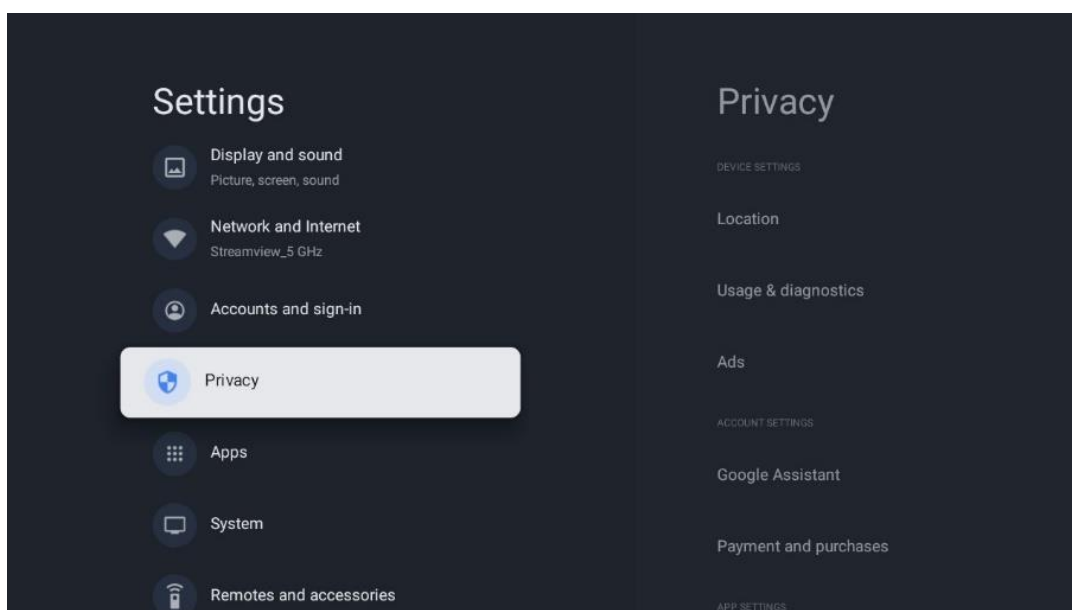 Settings
Display and sound
Picture, screen, sound
Network and Internet
Streamview_5 GHz
Accounts and sign-in
Privacy
Apps
System
Remotes and accessories
Privacy
DEVICE SETTINGS
Location
Usage & diagnostics
Ads
ACCOUNT SETTINGS
Google Assistant
Payment and purchases
APP SETTINGS